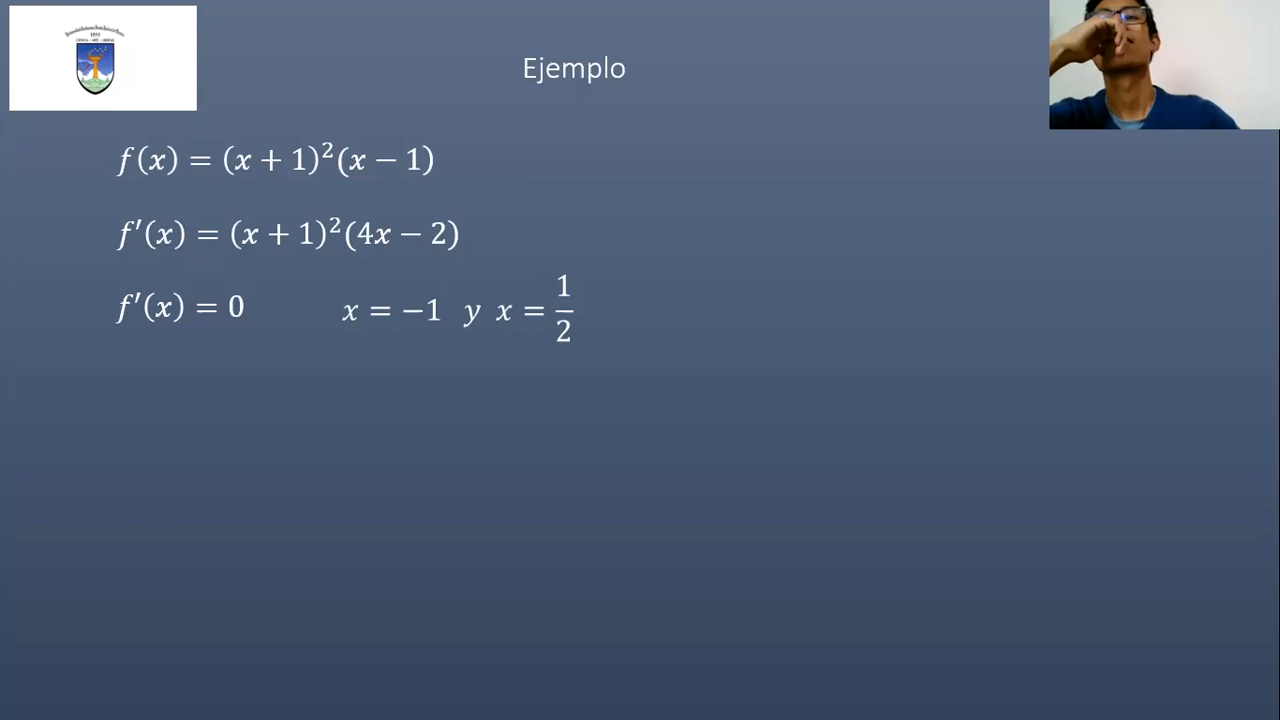 Ejemplo
f(x) = (x + 1)²(x − 1)
f′(x) = (x + 1)²(4x − 2)
f′(x) = 0 x = −1 y x = 1/2